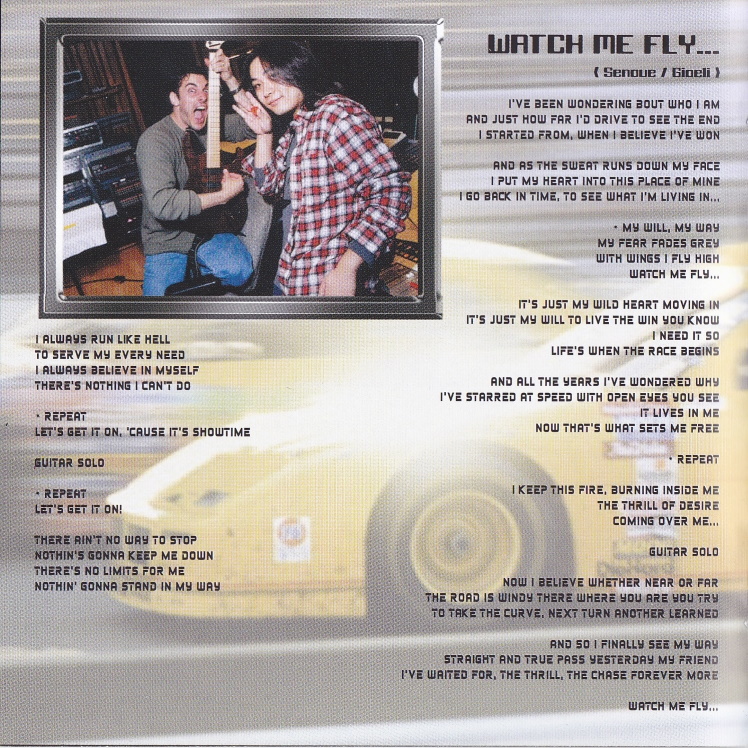 WATCH ME FLY...
( Senoue / Gioeli )
I'VE BEEN WONDERING BOUT WHO I AM
AND JUST HOW FAR I'D DRIVE TO SEE THE END
I STARTED FROM, WHEN I BELIEVE I'VE WON
AND AS THE SWEAT RUNS DOWN MY FACE
I PUT MY HEART INTO THIS PLACE OF MINE
I GO BACK IN TIME, TO SEE WHAT I'M LIVING IN...
• MY WILL, MY WAY
MY FEAR FADES GREY
WITH WINGS I FLY HIGH
WATCH ME FLY...
IT'S JUST MY WILD HEART MOVING IN
IT'S JUST MY WILL TO LIVE THE WIN YOU KNOW
I NEED IT SO
LIFE'S WHEN THE RACE BEGINS
AND ALL THE YEARS I'VE WONDERED WHY
I'VE STARRED AT SPEED WITH OPEN EYES YOU SEE
IT LIVES IN ME
NOW THAT'S WHAT SETS ME FREE
• REPEAT
I KEEP THIS FIRE, BURNING INSIDE ME
THE THRILL OF DESIRE
COMING OVER ME...
GUITAR SOLO
NOW I BELIEVE WHETHER NEAR OR FAR
THE ROAD IS WINDY THERE WHERE YOU ARE YOU TRY
TO TAKE THE CURVE, NEXT TURN ANOTHER LEARNED
AND SO I FINALLY SEE MY WAY
STRAIGHT AND TRUE PASS YESTERDAY MY FRIEND
I'VE WAITED FOR, THE THRILL, THE CHASE FOREVER MORE
WATCH ME FLY...
I ALWAYS RUN LIKE HELL
TO SERVE MY EVERY NEED
I ALWAYS BELIEVE IN MYSELF
THERE'S NOTHING I CAN'T DO
• REPEAT
LET'S GET IT ON, 'CAUSE IT'S SHOWTIME
GUITAR SOLO
• REPEAT
LET'S GET IT ON!
THERE AIN'T NO WAY TO STOP
NOTHIN'S GONNA KEEP ME DOWN
THERE'S NO LIMITS FOR ME
NOTHIN' GONNA STAND IN MY WAY